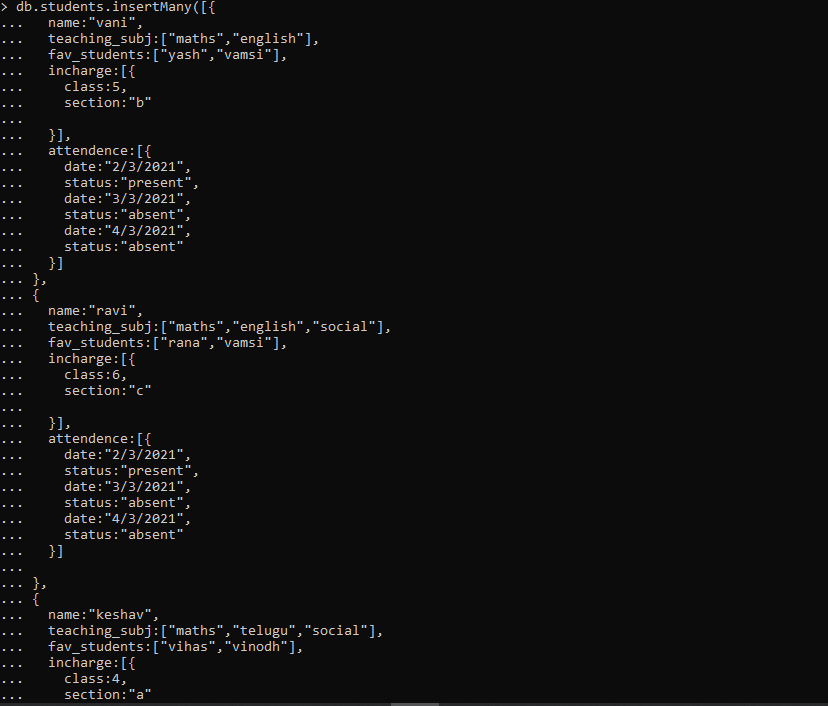 > db.students.insertMany([{
...   name:"vani",
...   teaching_subj:["maths","english"],
...   fav_students:["yash","vamsi"],
...   incharge:[{
...     class:5,
...     section:"b"
...
...   }],
...   attendence:[{
...     date:"2/3/2021",
...     status:"present",
...     date:"3/3/2021",
...     status:"absent",
...     date:"4/3/2021",
...     status:"absent"
...   }]
... },
... {
...   name:"ravi",
...   teaching_subj:["maths","english","social"],
...   fav_students:["rana","vamsi"],
...   incharge:[{
...     class:6,
...     section:"c"
...
...   }],
...   attendence:[{
...     date:"2/3/2021",
...     status:"present",
...     date:"3/3/2021",
...     status:"absent",
...     date:"4/3/2021",
...     status:"absent"
...   }]
...
... },
... {
...   name:"keshav",
...   teaching_subj:["maths","telugu","social"],
...   fav_students:["vihas","vinodh"],
...   incharge:[{
...     class:4,
...     section:"a"